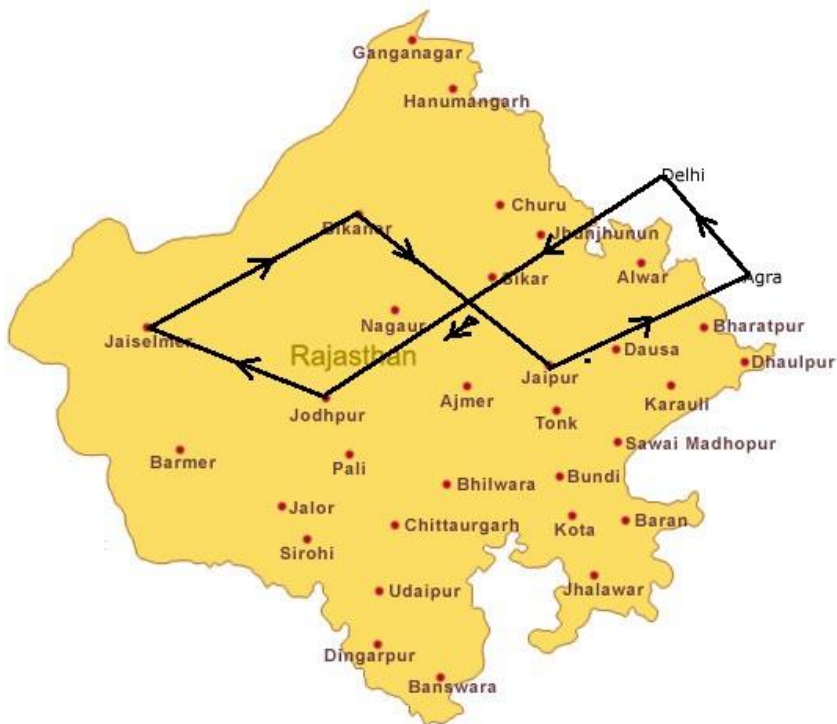 Ganganagar
Hanumangarh
Delhi
Churu
Bikaner
Jhunjhunun
Alwar
Sikar
Agra
Nagaur
Bharatpur
Jaiselmer
Dausa
Rajasthan
Dhaulpur
Jaipur
Ajmer
Karauli
Jodhpur
Tonk
Sawai Madhopur
Barmer
Pali
Bundi
Bhilwara
Jalor
Kota
Baran
Chittaurgarh
Sirohi
Udaipur
Jhalawar
Dingarpur
Banswara